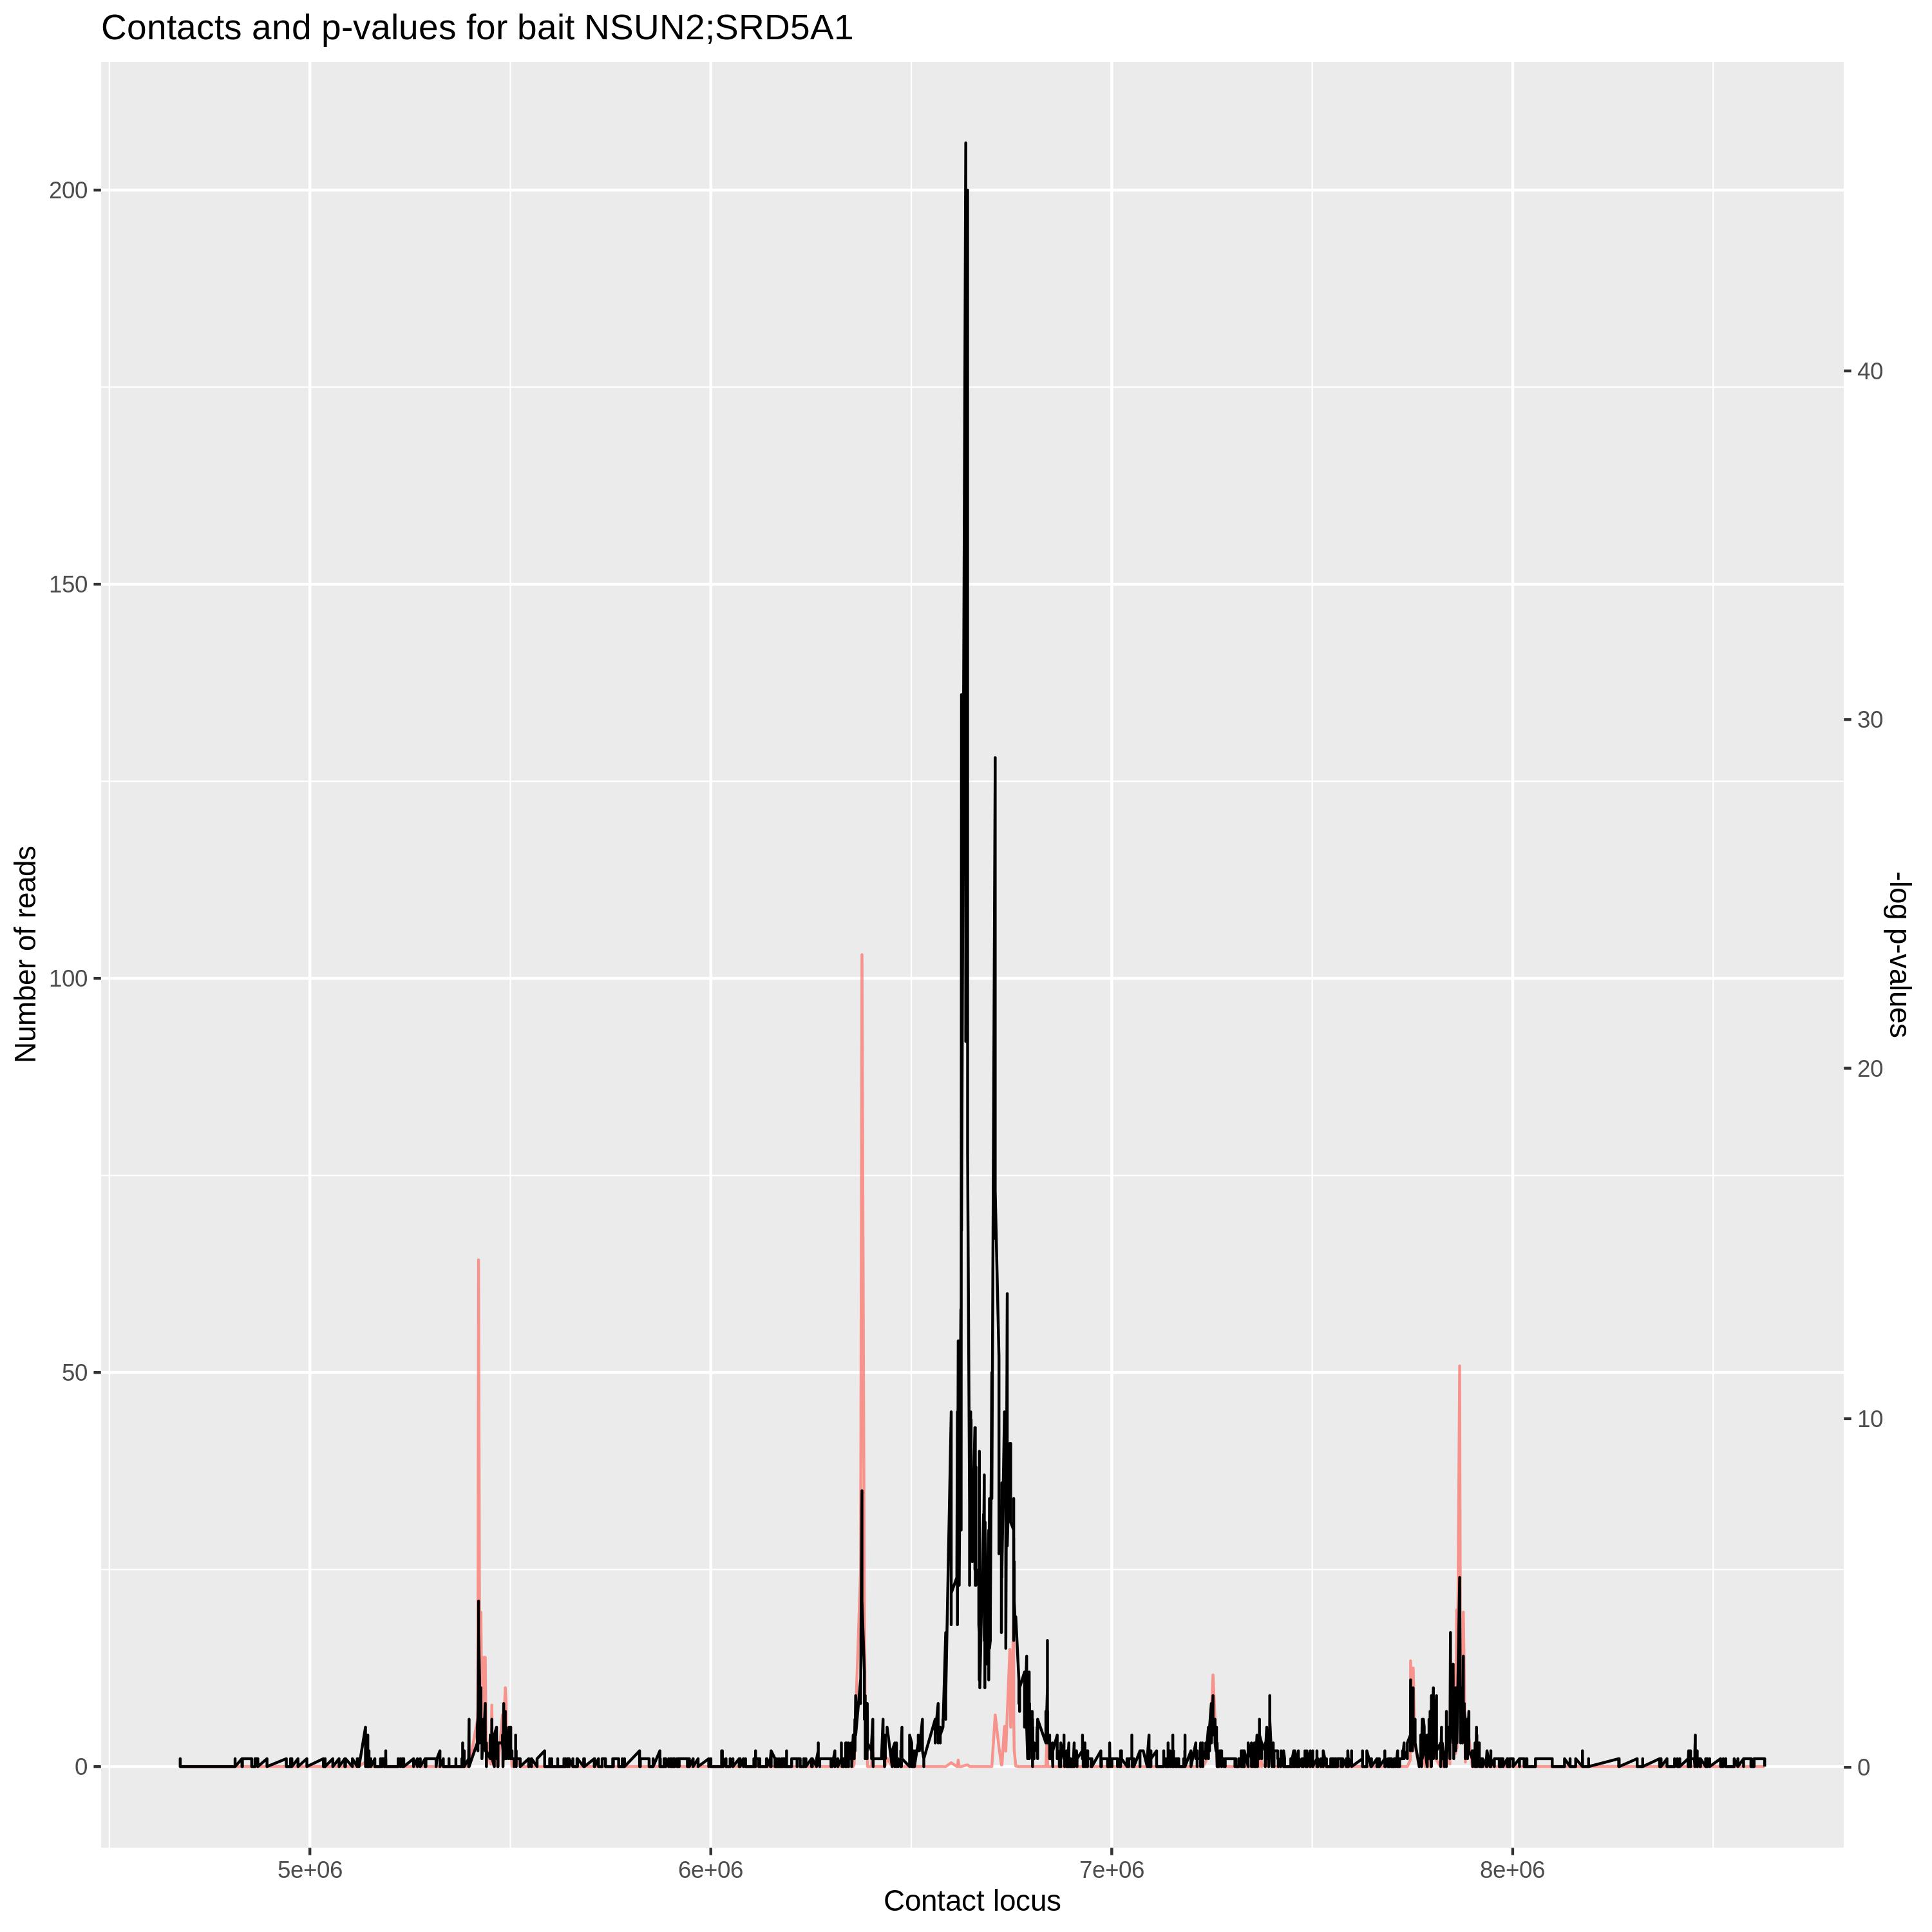 Contacts and p-values for bait NSUN2;SRD5A1
Number of reads
200
150
100
50
0
40
30
20
10
0
-log p-values
5e+06
6e+06
7e+06
8e+06
Contact locus